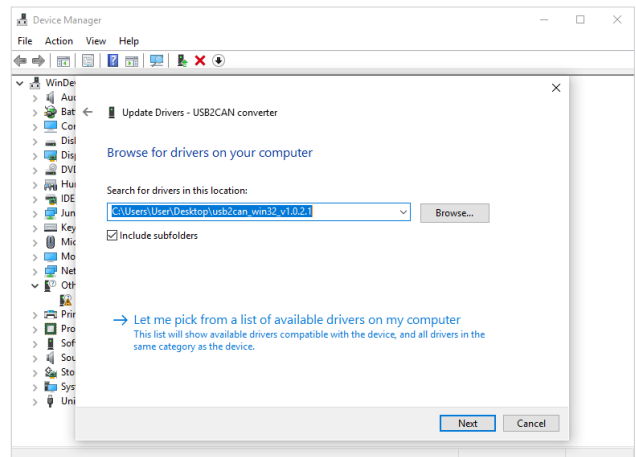 Device Manager
File Action View Help
WinDe
Aud
Bat
Update Drivers - USB2CAN converter
Cor
Disl
Disp
Browse for drivers on your computer
DVI
Hur
IDE
Search for drivers in this location:
Jun
C:\Users\User\Desktop\usb2can_win32_v1.0.2.1
Browse...
Key
Include subfolders
Mic
Mo
Net
Oth
Prin
Let me pick from a list of available drivers on my computer
Pro
This list will show available drivers compatible with the device, and all drivers in the
Sof
same category as the device.
Sou
Sto
Sys
Uni
Next
Cancel